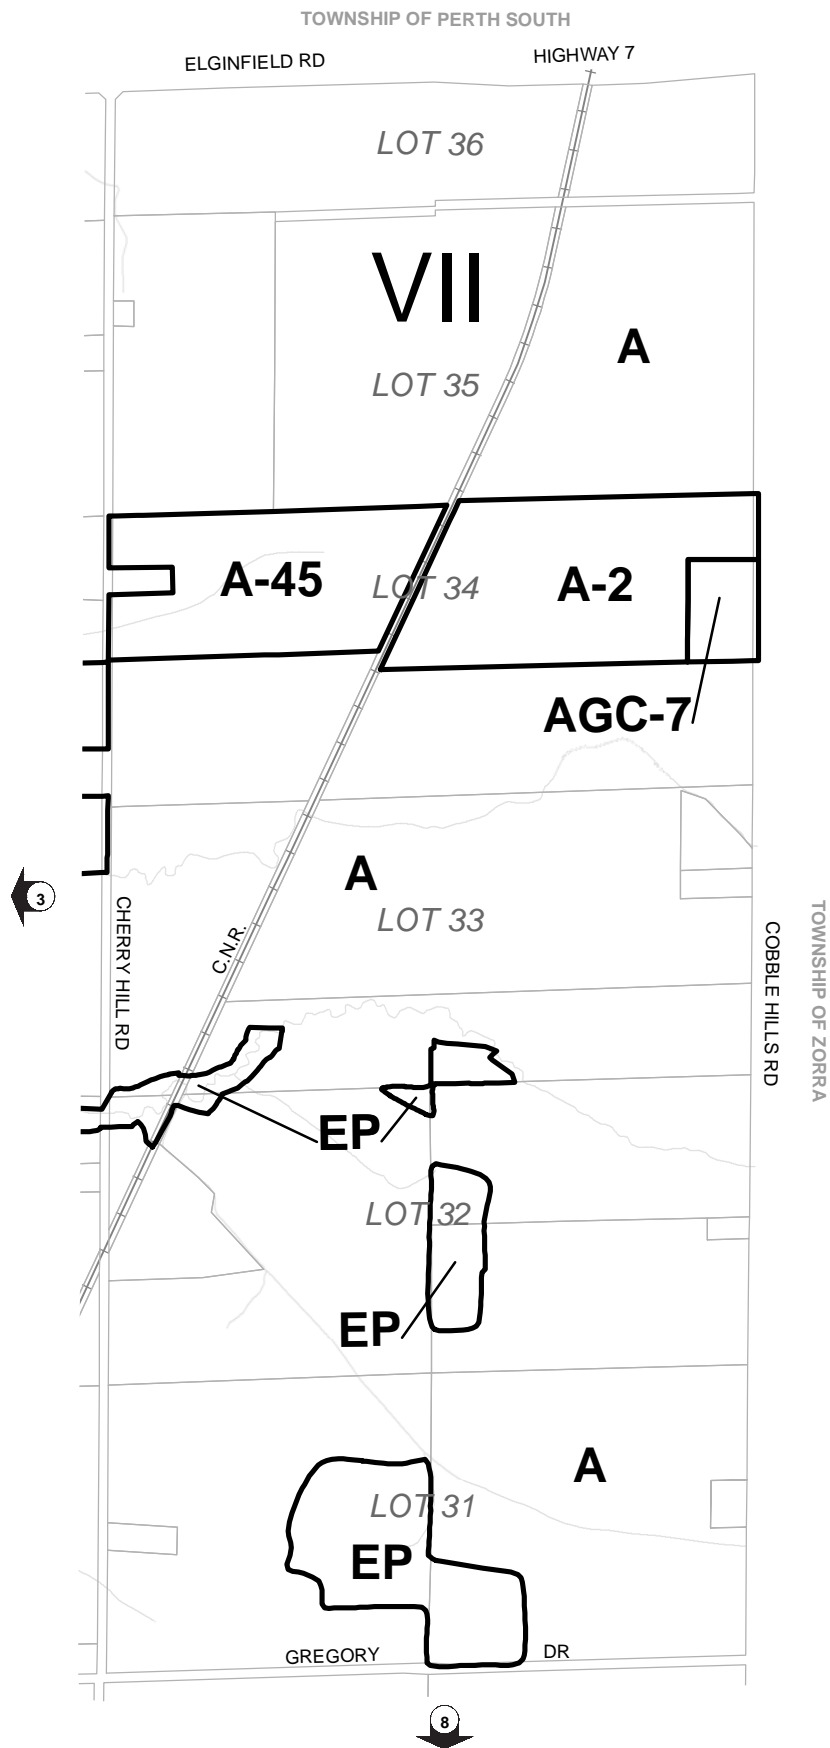 TOWNSHIP OF PERTH SOUTH
ELGINFIELD RD
HIGHWAY 7
LOT 36
VII
A
LOT 35
A-45
LOT 34
A-2
AGC-7
A
3
LOT 33
CHERRY HILL RD
C.N.R.
COBBLE HILLS RD
TOWNSHIP OF ZORRA
EP
LOT 32
EP
A
LOT 31
EP
GREGORY DR
8